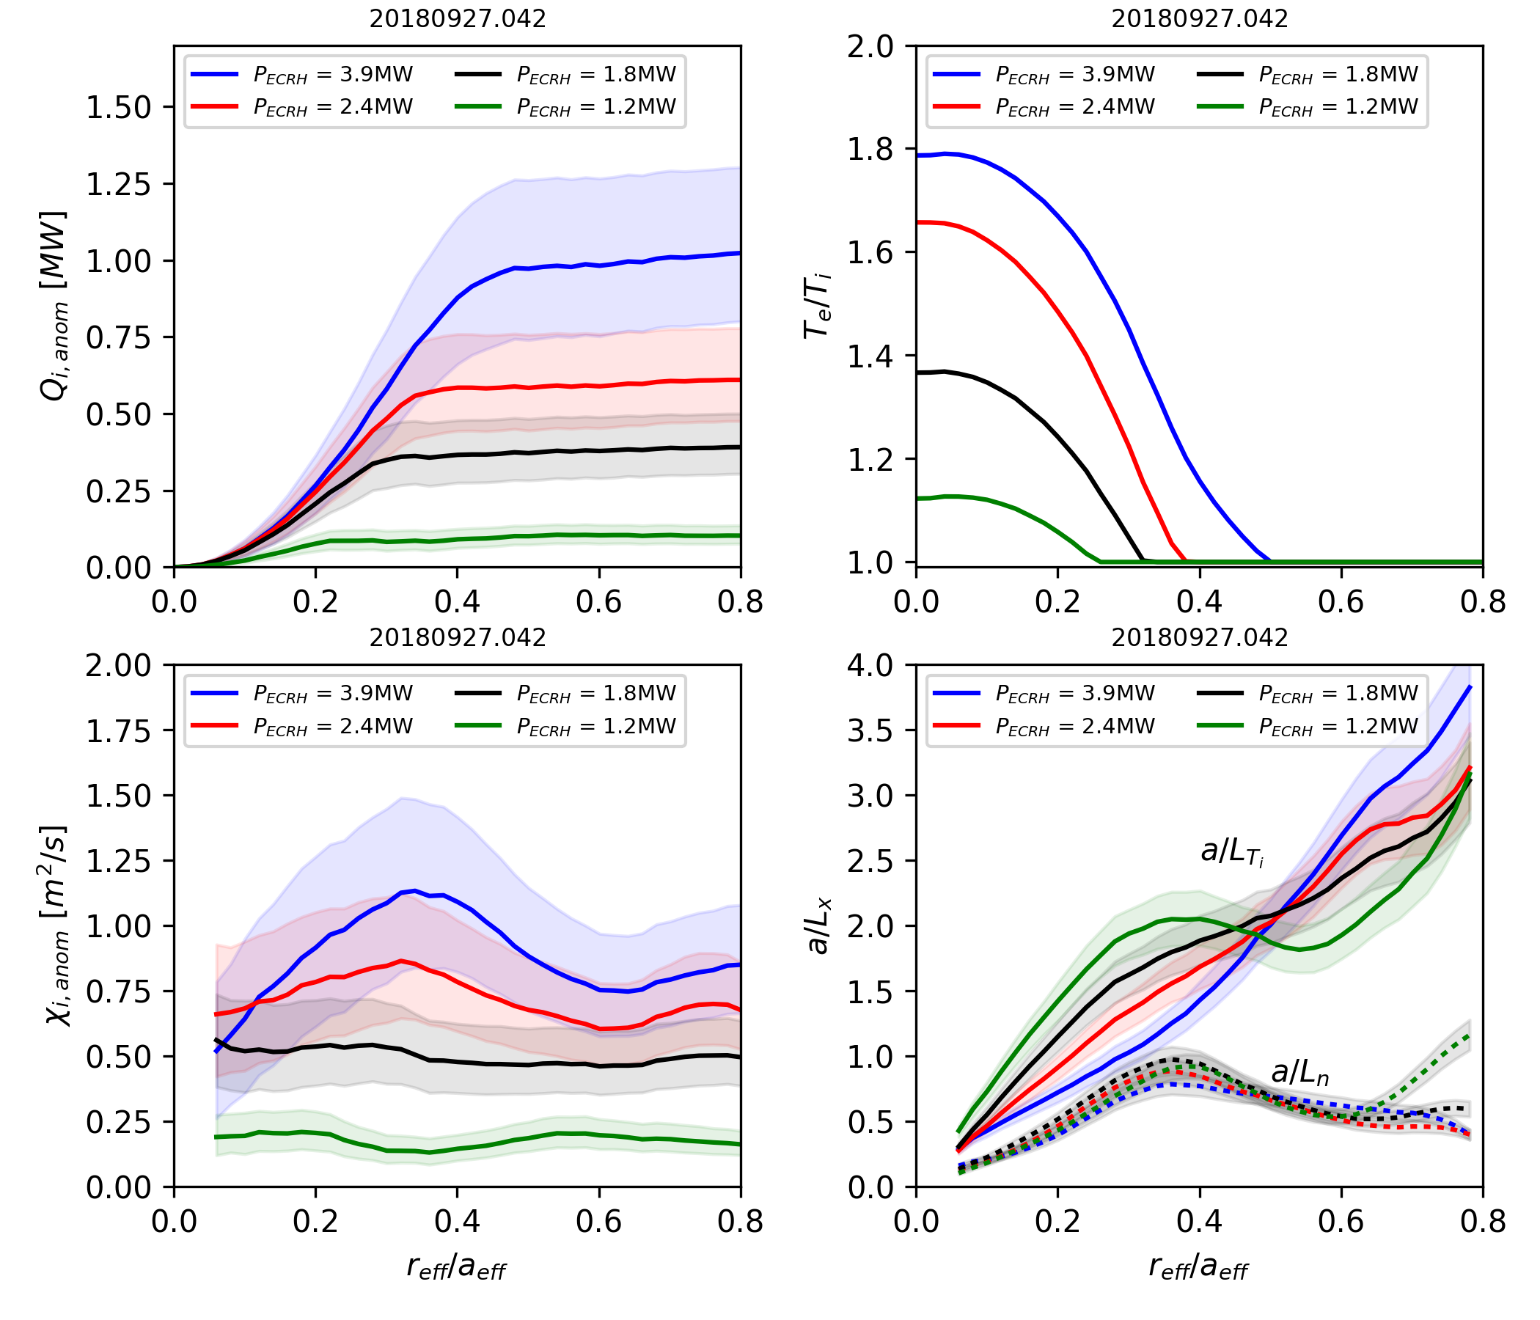 20180927.042
P_ECRH = 3.9MW
P_ECRH = 2.4MW
P_ECRH = 1.8MW
P_ECRH = 1.2MW
Q_i, anom [MW]
1.50
1.25
1.00
0.75
0.50
0.25
0.00
0.0 0.2 0.4 0.6 0.8
20180927.042
P_ECRH = 3.9MW
P_ECRH = 2.4MW
P_ECRH = 1.8MW
P_ECRH = 1.2MW
T_e/T_i
2.0
1.8
1.6
1.4
1.2
1.0
0.0 0.2 0.4 0.6 0.8
20180927.042
P_ECRH = 3.9MW
P_ECRH = 2.4MW
P_ECRH = 1.8MW
P_ECRH = 1.2MW
χ_i, anom [m²/s]
2.00
1.75
1.50
1.25
1.00
0.75
0.50
0.25
0.00
0.0 0.2 0.4 0.6 0.8
r_eff/a_eff
20180927.042
P_ECRH = 3.9MW
P_ECRH = 2.4MW
P_ECRH = 1.8MW
P_ECRH = 1.2MW
a/L_x
4.0
3.5
3.0
2.5
2.0
1.5
1.0
0.5
0.0
a/L_T_i
a/L_n
0.0 0.2 0.4 0.6 0.8
r_eff/a_eff